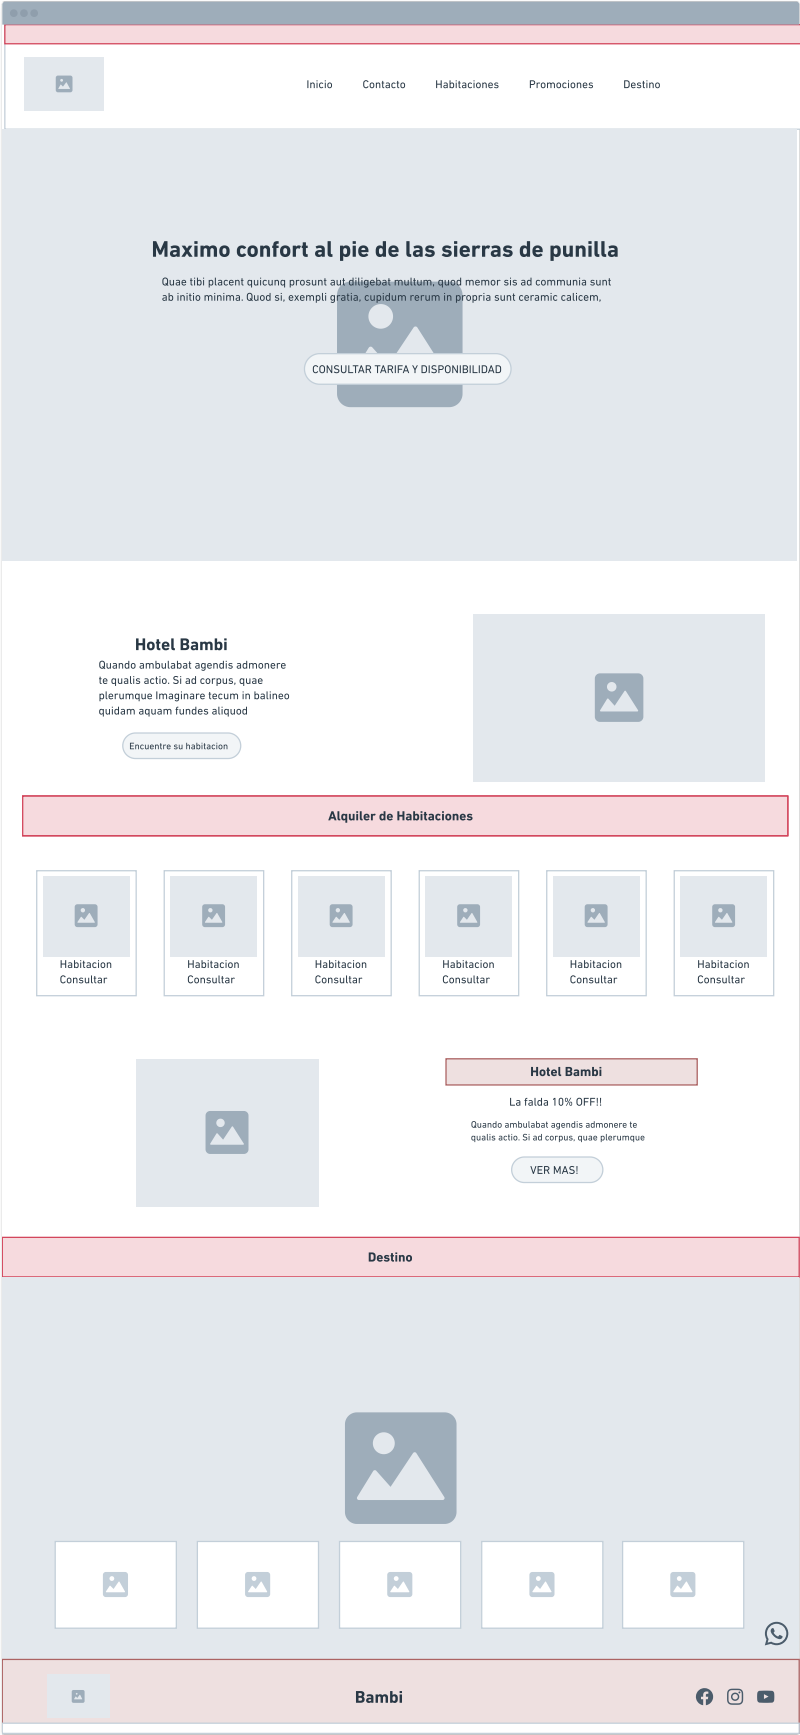 Inicio Contacto Habitaciones Promociones Destino
Maximo confort al pie de las sierras de punilla
Quae tibi placent quicunq prosunt aut diligebat multum, quod memor sis ad communia sunt
ab initio minima. Quod si, exempli gratia, cupidum rerum in propria sunt ceramic calicem,
CONSULTAR TARIFA Y DISPONIBILIDAD
Hotel Bambi
Quando ambulabat agendis admonere
te qualis actio. Si ad corpus, quae
plerumque Imaginare tecum in balineo
quidam aquam fundes aliquod
Encuentre su habitacion
Alquiler de Habitaciones
Habitacion Habitacion Habitacion Habitacion Habitacion Habitacion
Consultar Consultar Consultar Consultar Consultar Consultar
Hotel Bambi
La falda 10% OFF!!
Quando ambulabat agendis admonere te
qualis actio. Si ad corpus, quae plerumque
VER MAS!
Destino
Bambi